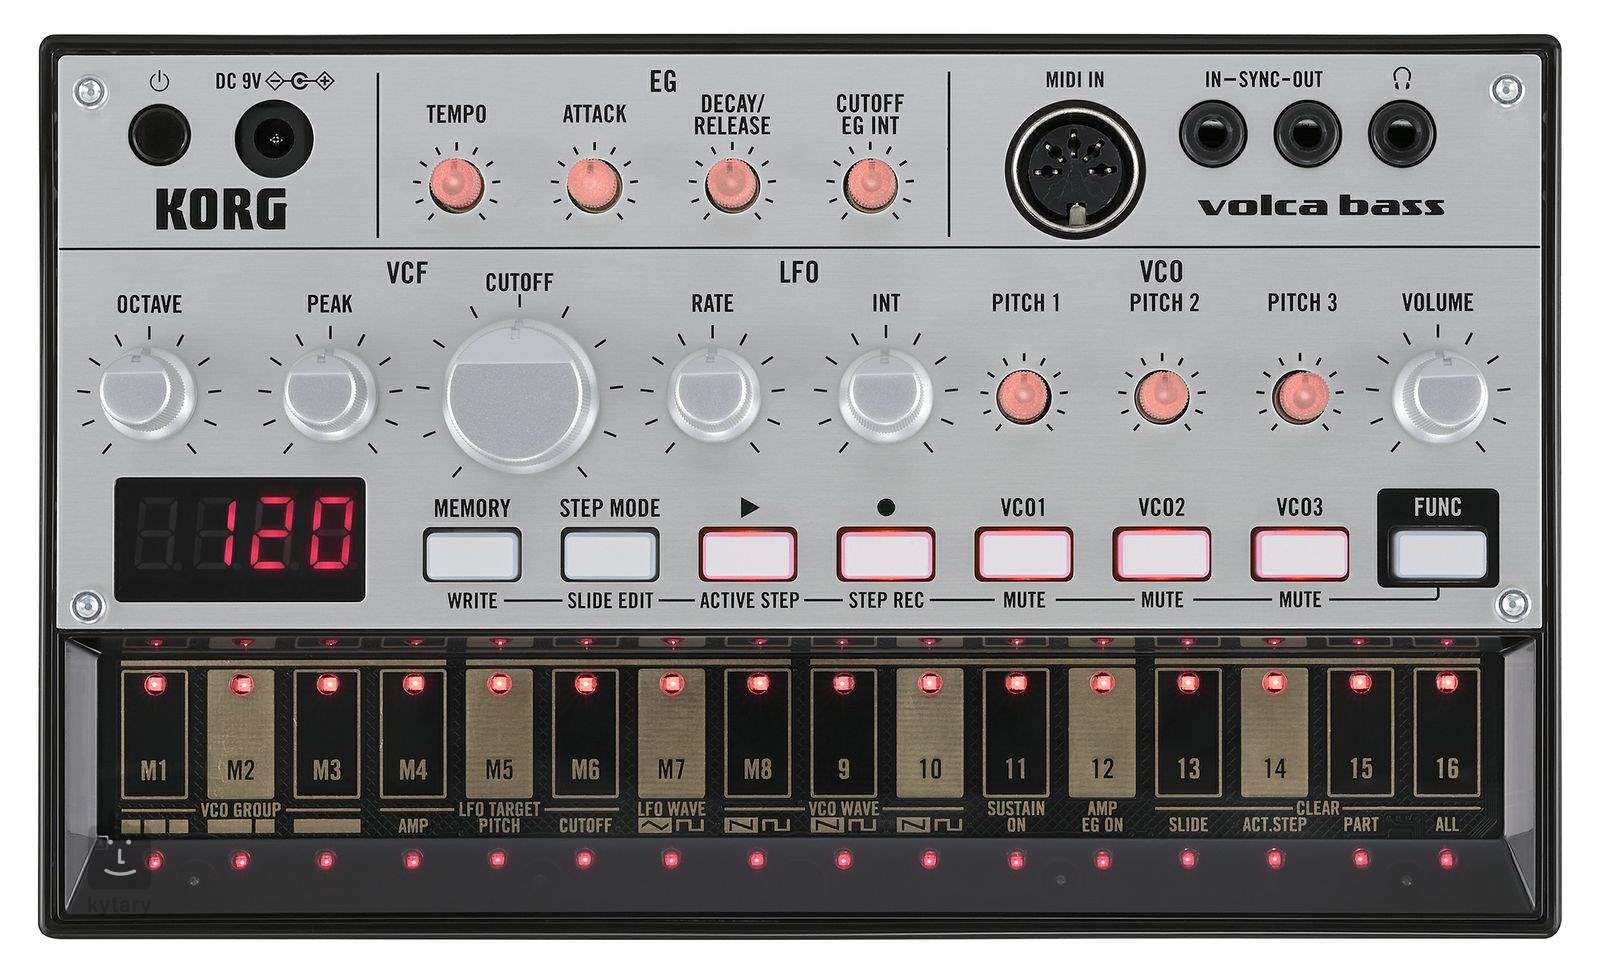 DC 9V
KORG
EG
TEMPO
ATTACK
DECAY/
RELEASE
CUTOFF
EG INT
MIDI IN
IN-SYNC-OUT
volca bass
VCF
LFO
VCO
OCTAVE
PEAK
CUTOFF
RATE
INT
PITCH 1
PITCH 2
PITCH 3
VOLUME
120
MEMORY
STEP MODE
VCO1
VCO2
VCO3
FUNC
WRITE
SLIDE EDIT
ACTIVE STEP
STEP REC
MUTE
MUTE
MUTE
M1
M2
M3
M4
M5
M6
M7
M8
9
10
11
12
13
14
15
16
VCO GROUP
LFO TARGET
AMP
PITCH
CUTOFF
LFO WAVE
VCO WAVE
SUSTAIN
ON
AMP
EG ON
CLEAR
SLIDE
ACT.STEP
PART
ALL
kytary